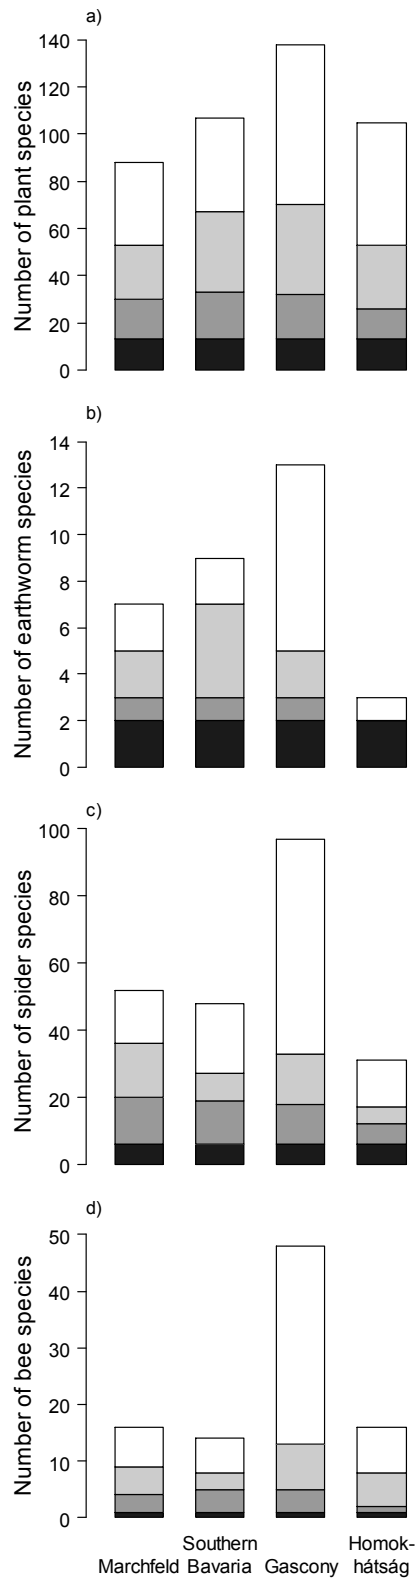 a)
Number of plant species
140
120
100
80
60
40
20
0
b)
Number of earthworm species
14
12
10
8
6
4
2
0
c)
Number of spider species
100
80
60
40
20
0
d)
Number of bee species
50
40
30
20
10
0
Marchfeld
Southern
Bavaria
Gascony
Homok-
hátság